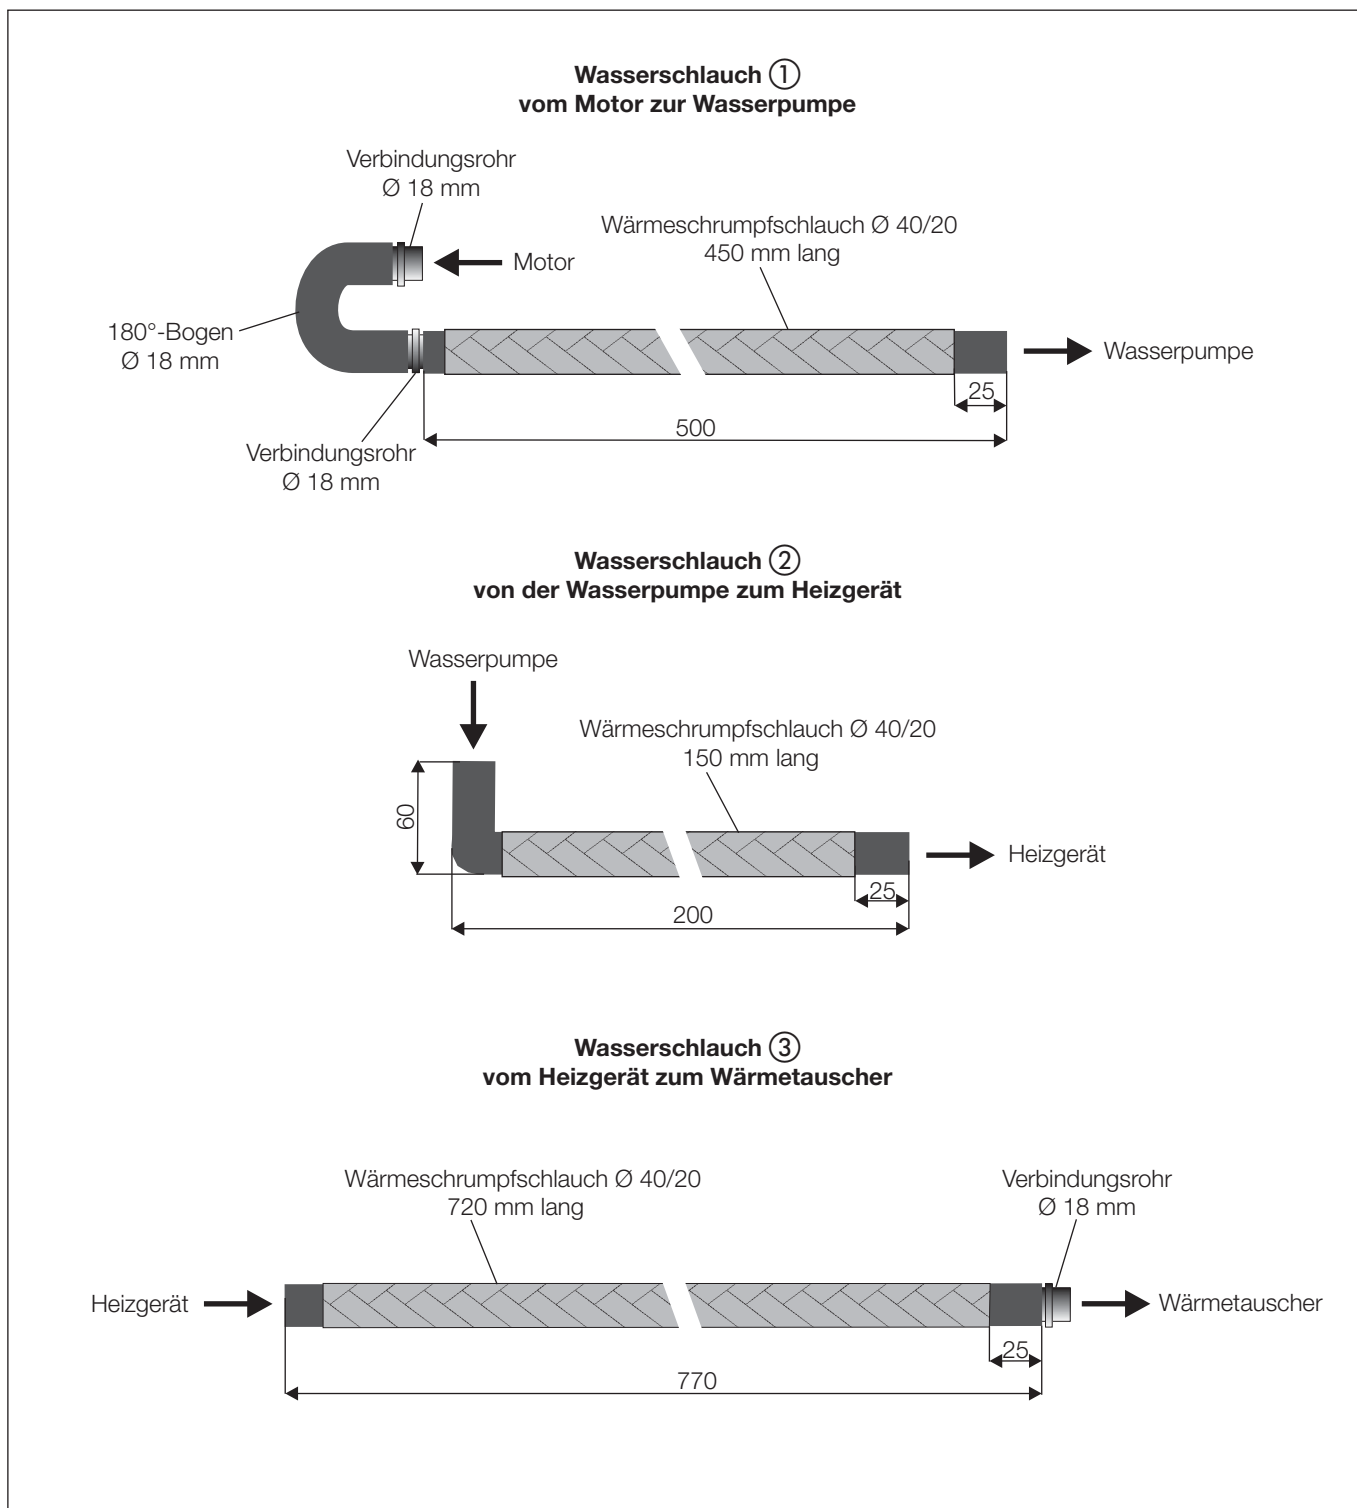 Wasserschlauch ①
vom Motor zur Wasserpumpe
Verbindungsrohr
Ø 18 mm
Wärmeschrumpfschlauch Ø 40/20
450 mm lang
Motor
180°-Bogen
Ø 18 mm
Wasserpumpe
25
500
Verbindungsrohr
Ø 18 mm
Wasserschlauch ②
von der Wasserpumpe zum Heizgerät
Wasserpumpe
Wärmeschrumpfschlauch Ø 40/20
150 mm lang
60
Heizgerät
25
200
Wasserschlauch ③
vom Heizgerät zum Wärmetauscher
Wärmeschrumpfschlauch Ø 40/20
720 mm lang
Verbindungsrohr
Ø 18 mm
Heizgerät
Wärmetauscher
25
770